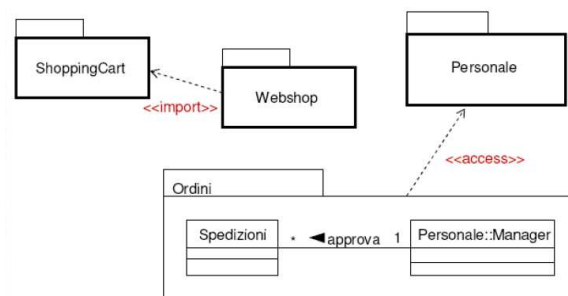 ShoppingCart
Webshop
Personale
<<import>>
<<access>>
Ordini
Spedizioni
* ◄approva 1
Personale::Manager